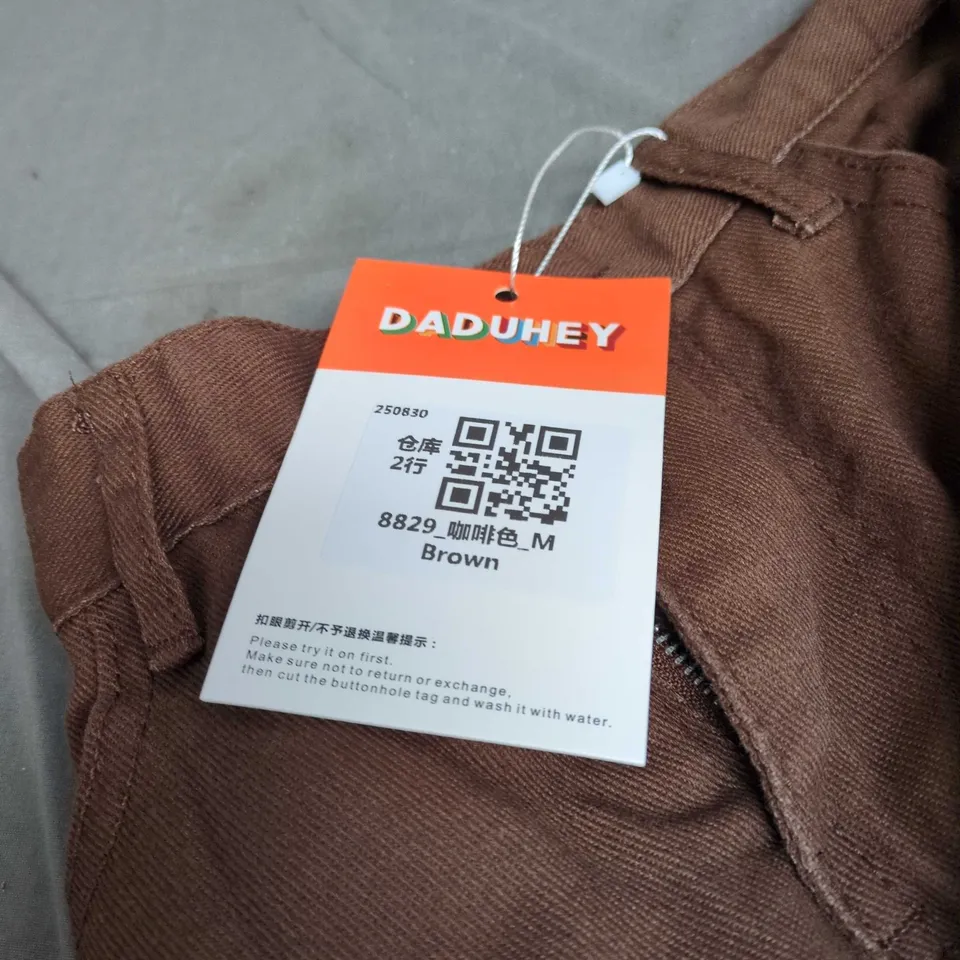 DADUHEY
250830
仓库
2行
8829_咖啡色_M
Brown
扣眼剪开/不予退换温馨提示：
Please try it on first.
Make sure not to return or exchange,
then cut the buttonhole tag and wash it with water.